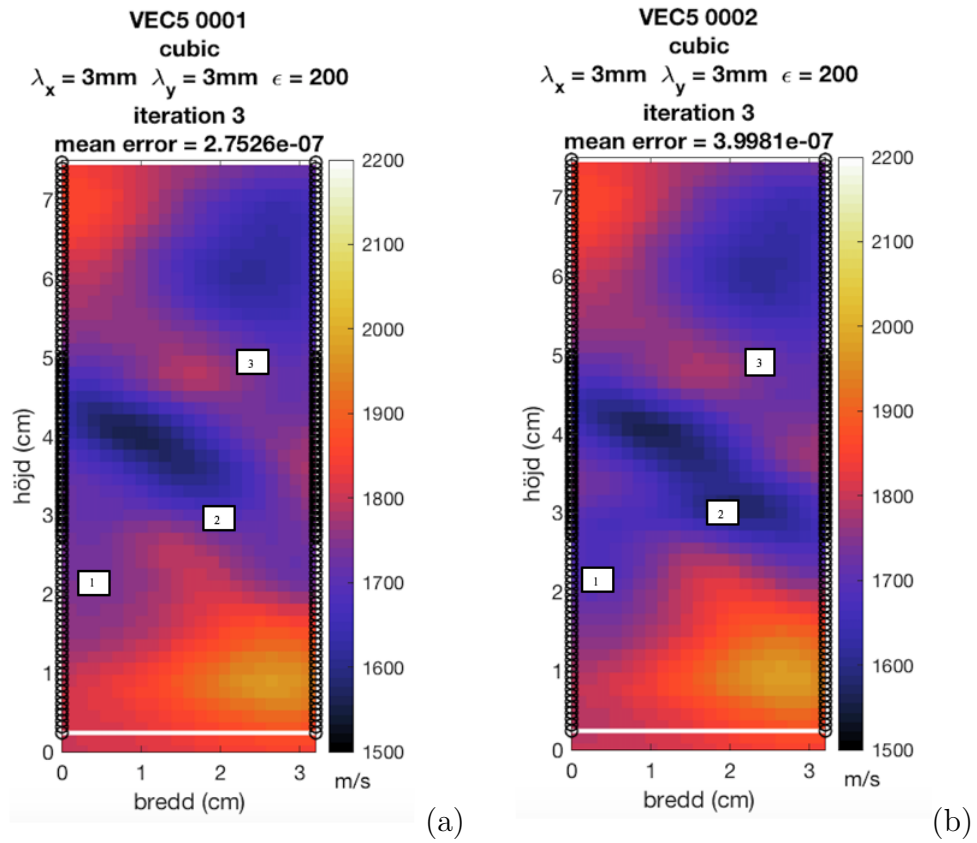 VEC5 0001
cubic
λx = 3mm λy = 3mm ϵ = 200
iteration 3
mean error = 2.7526e-07
2200
2100
2000
1900
1800
1700
1600
1500
m/s
7
6
5
4
3
2
1
0
höjd (cm)
0 1 2 3
bredd (cm)
3
2
1
(a)
VEC5 0002
cubic
λx = 3mm λy = 3mm ϵ = 200
iteration 3
mean error = 3.9981e-07
2200
2100
2000
1900
1800
1700
1600
1500
m/s
7
6
5
4
3
2
1
0
höjd (cm)
0 1 2 3
bredd (cm)
3
2
1
(b)